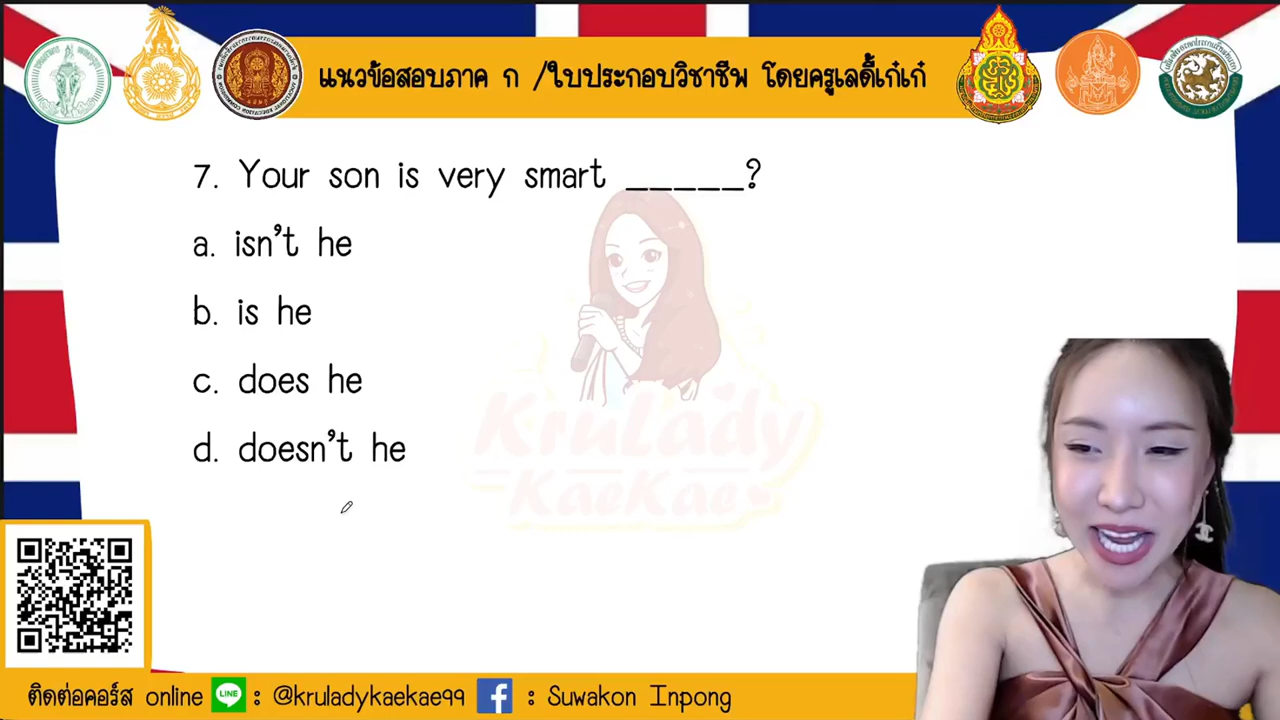 แนวข้อสอบภาค ก /ใบประกอบวิชาชีพ โดยครูเลดี้เก๋เก๋
7. Your son is very smart _____?
a. isn't he
b. is he
c. does he
d. doesn't he
KruLady
KaeKae
ติดต่อคอร์ส online LINE : @kruladykaekae99 f : Suwakon Inpong